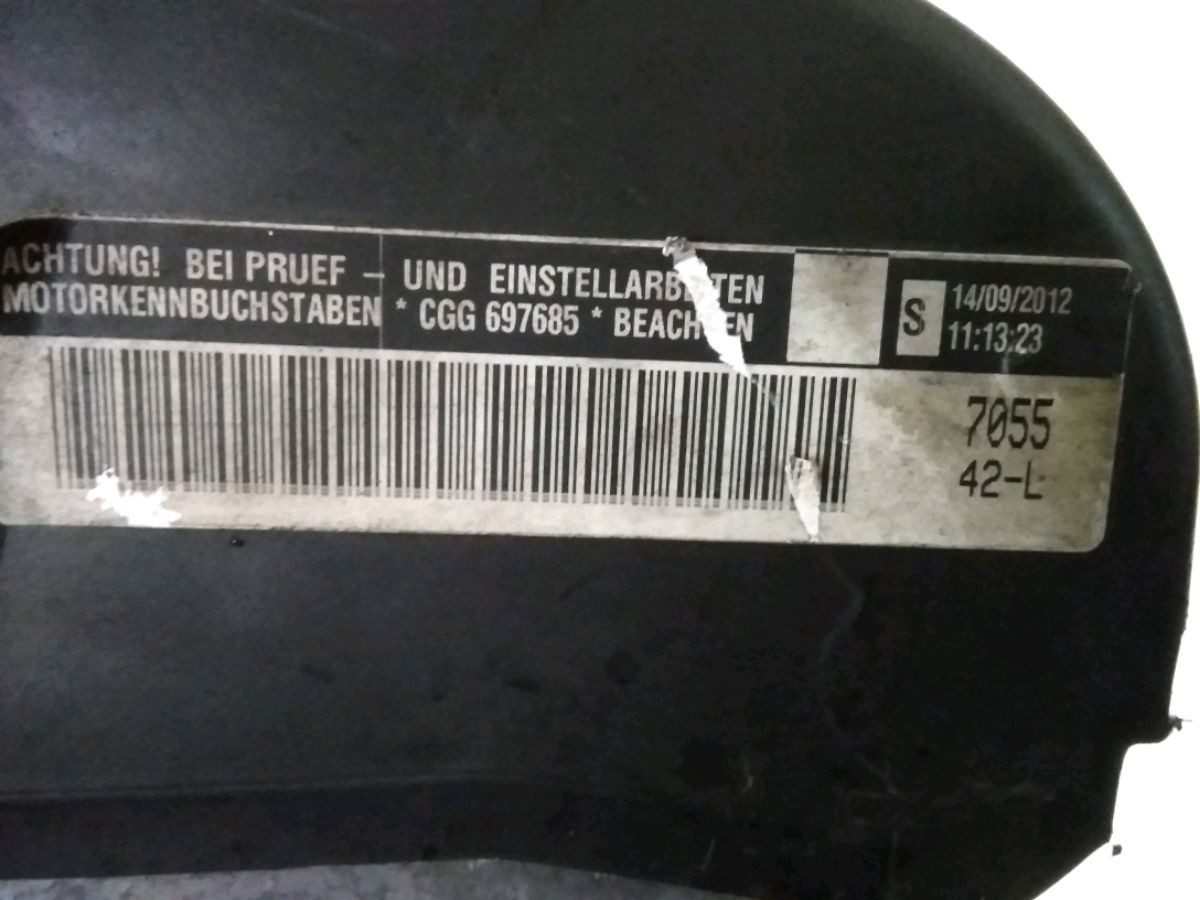 ACHTUNG! BEI PRUEF – UND EINSTELLARBEITEN
MOTORKENNBUCHSTABEN * CGG 697685 * BEACHTEN
S
14/09/2012
11:13:23
7055
42-L